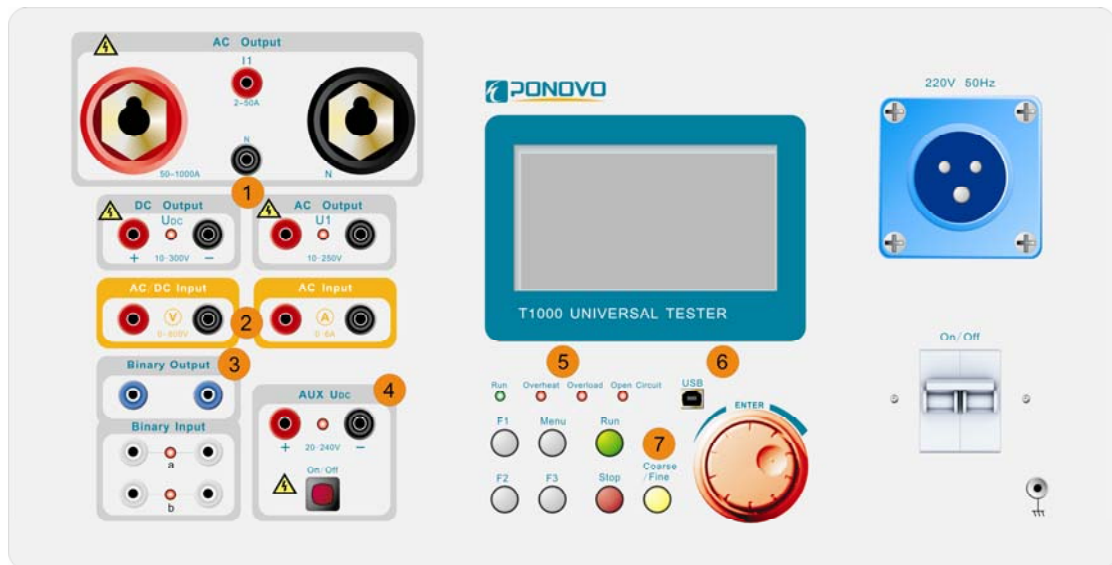 AC Output
I1
2-50A
N
50-1000A
N
1
DC Output
UDC
+ 10-300V −
AC Output
U1
10-250V
AC/DC Input
V
0-600V
AC Input
A
0-6A
2
Binary Output
3
Binary Input
a
b
4
AUX UDC
+ 20-240V −
On/Off
PONOVO
T1000 UNIVERSAL TESTER
5
6
Run Overheat Overload Open Circuit USB
F1 Menu Run
7
Coarse
/Fine
F2 F3 Stop
ENTER
220V 50Hz
On/Off